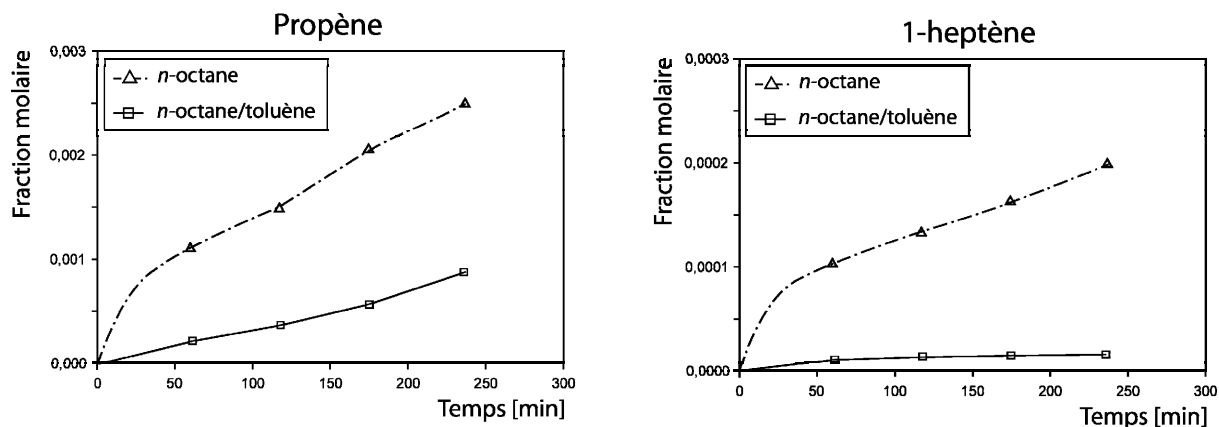 Propène
Fraction molaire
0,003
0,002
0,001
0,000
n-octane
n-octane/toluène
0
50
100
150
200
250
300
Temps [min]
1-heptène
Fraction molaire
0,0003
0,0002
0,0001
0,0000
n-octane
n-octane/toluène
0
50
100
150
200
250
300
Temps [min]